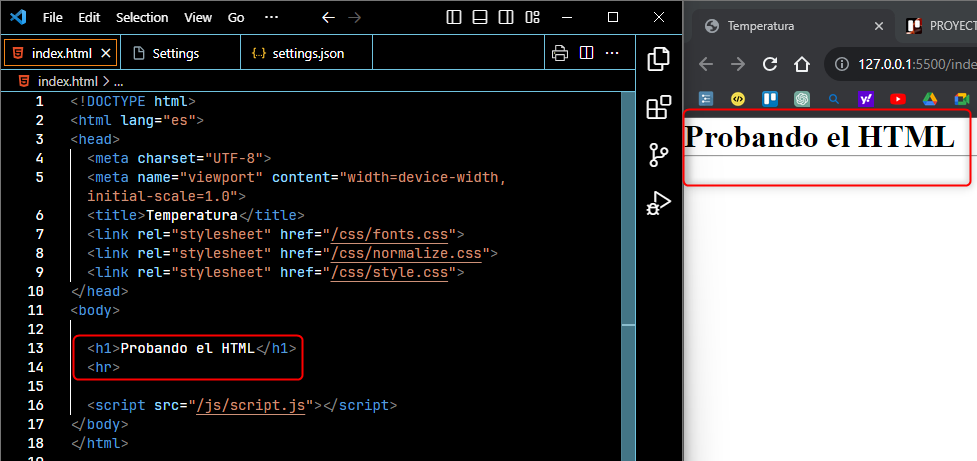 File Edit Selection View Go ···
index.html Settings settings.json ···
index.html > ...
1 <!DOCTYPE html>
2 <html lang="es">
3 <head>
4 <meta charset="UTF-8">
5 <meta name="viewport" content="width=device-width,
initial-scale=1.0">
6 <title>Temperatura</title>
7 <link rel="stylesheet" href="/css/fonts.css">
8 <link rel="stylesheet" href="/css/normalize.css">
9 <link rel="stylesheet" href="/css/style.css">
10 </head>
11 <body>
12
13 <h1>Probando el HTML</h1>
14 <hr>
15
16 <script src="/js/script.js"></script>
17 </body>
18 </html>
Temperatura PROYECT
127.0.0.1:5500/inde
Probando el HTML